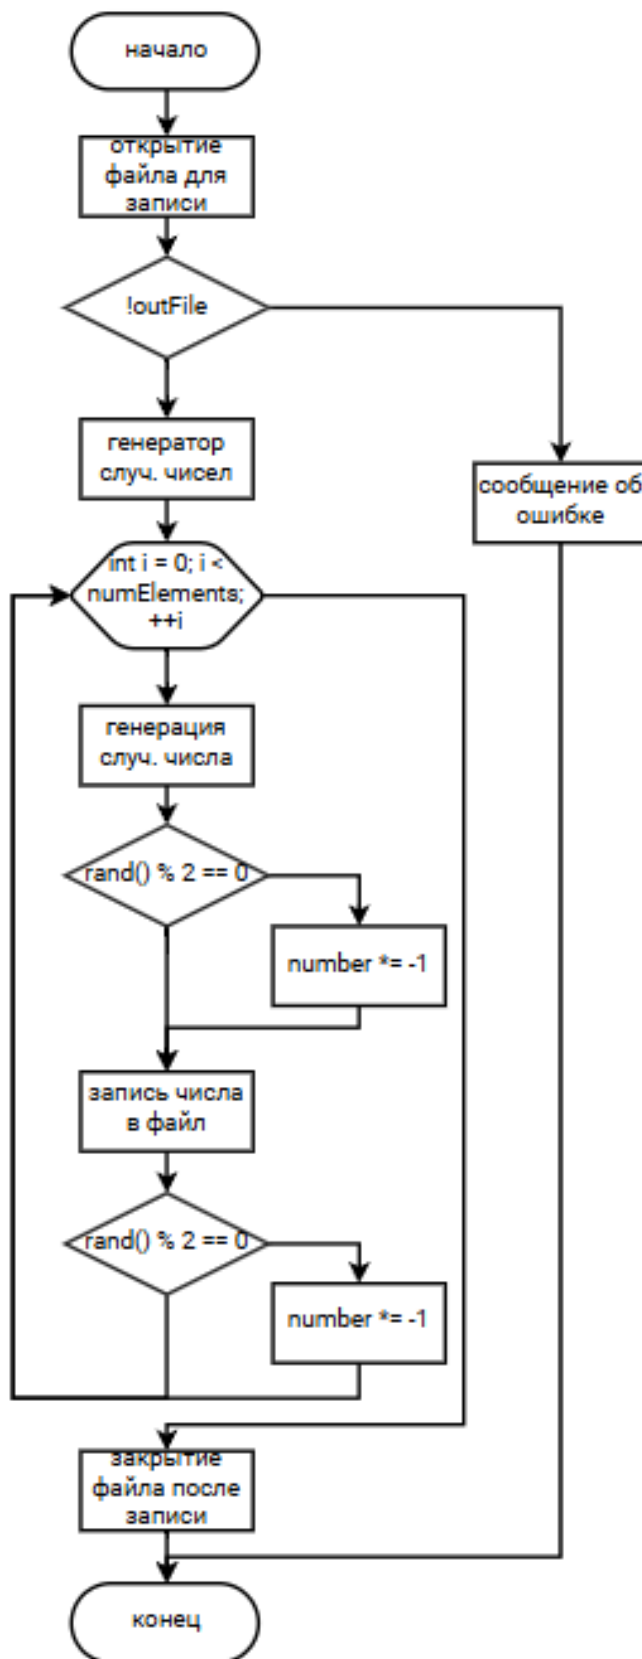 начало
открытие
файла для
записи
!outFile
генератор
случ. чисел
сообщение об
ошибке
int i = 0; i <
numElements;
++i
генерация
случ. числа
rand() % 2 == 0
number *= -1
запись числа
в файл
rand() % 2 == 0
number *= -1
закрытие
файла после
записи
конец